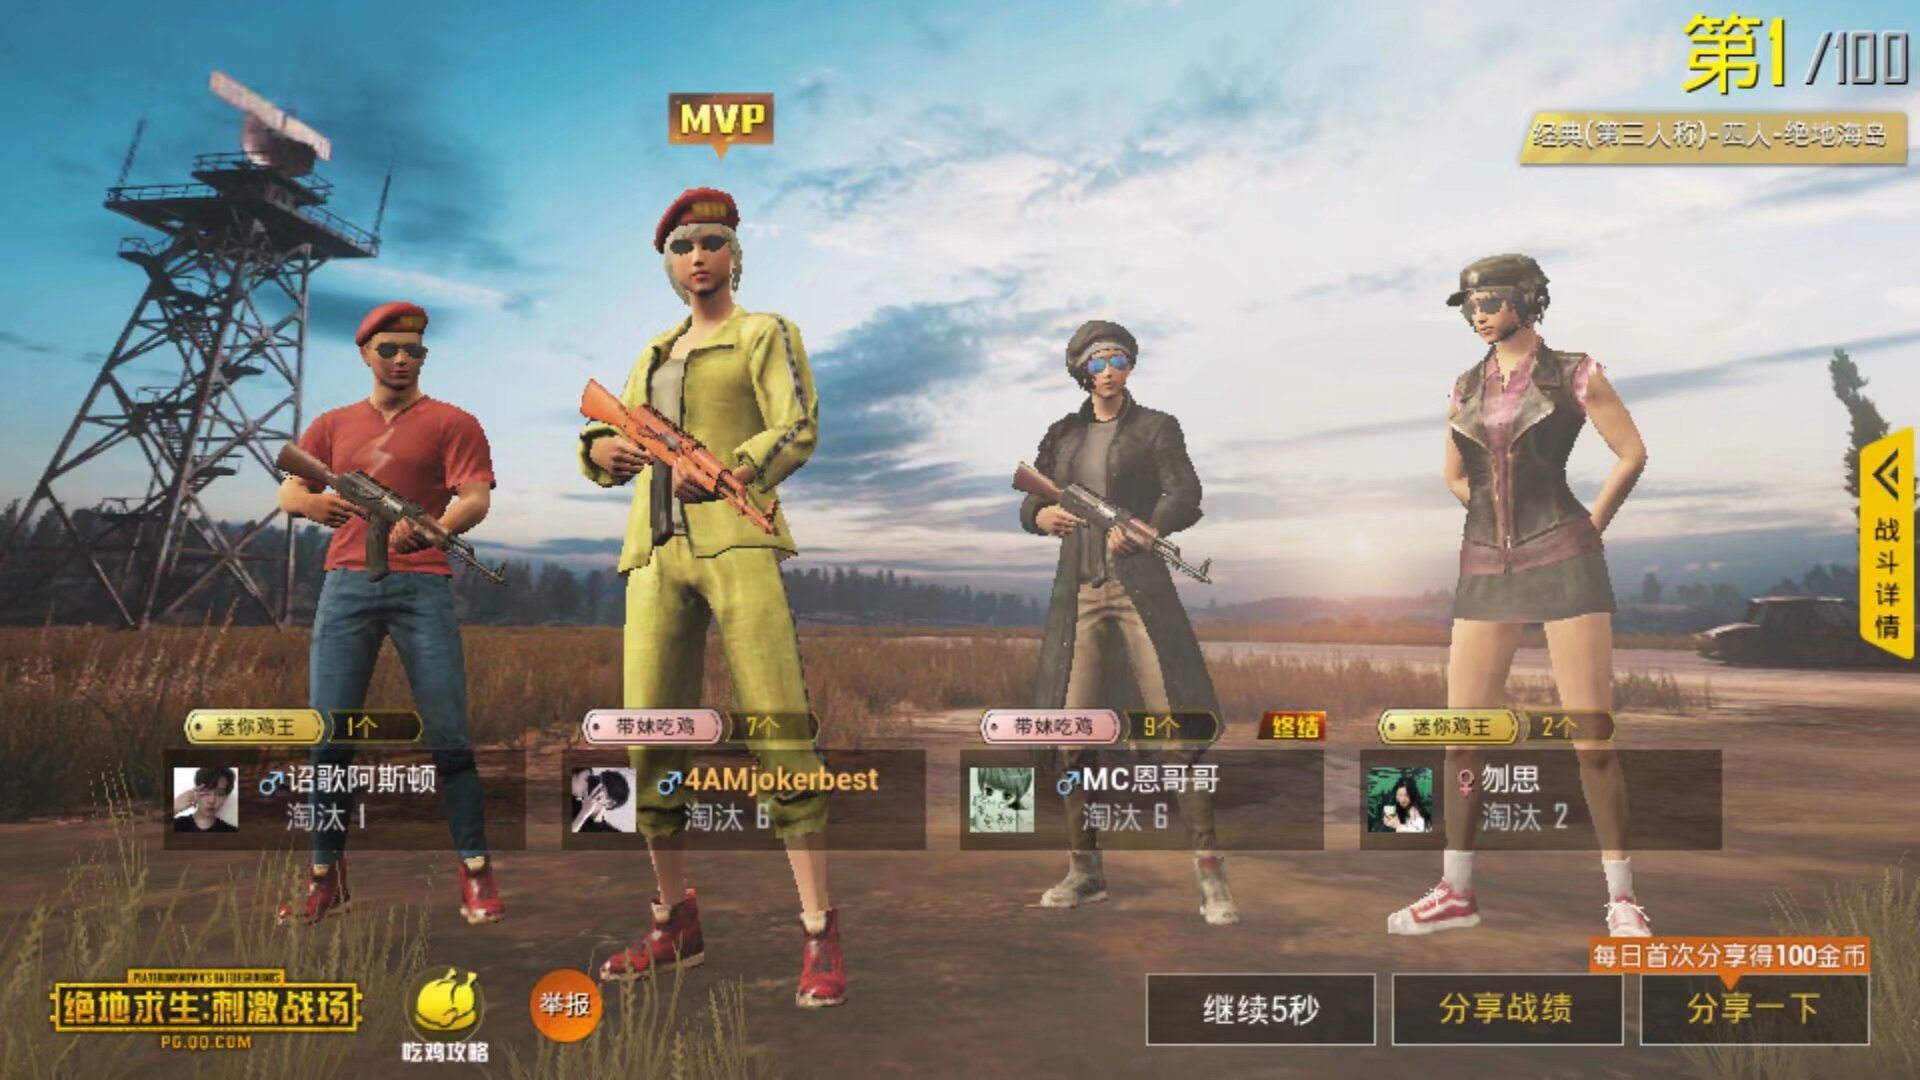 第1/100
经典(第三人称)-四人-绝地海岛
MVP
战斗详情
迷你鸡王 1个
带妹吃鸡 7个
带妹吃鸡 9个
终结
迷你鸡王 2个
♂诏歌阿斯顿
淘汰 1
♂4AMjokerbest
淘汰 6
♂MC恩哥哥
淘汰 6
♀刎思
淘汰 2
每日首次分享得100金币
PLAYERUNKNOWN'S BATTLEGROUNDS
绝地求生:刺激战场
PG.QQ.COM
吃鸡攻略
举报
继续5秒
分享战绩
分享一下